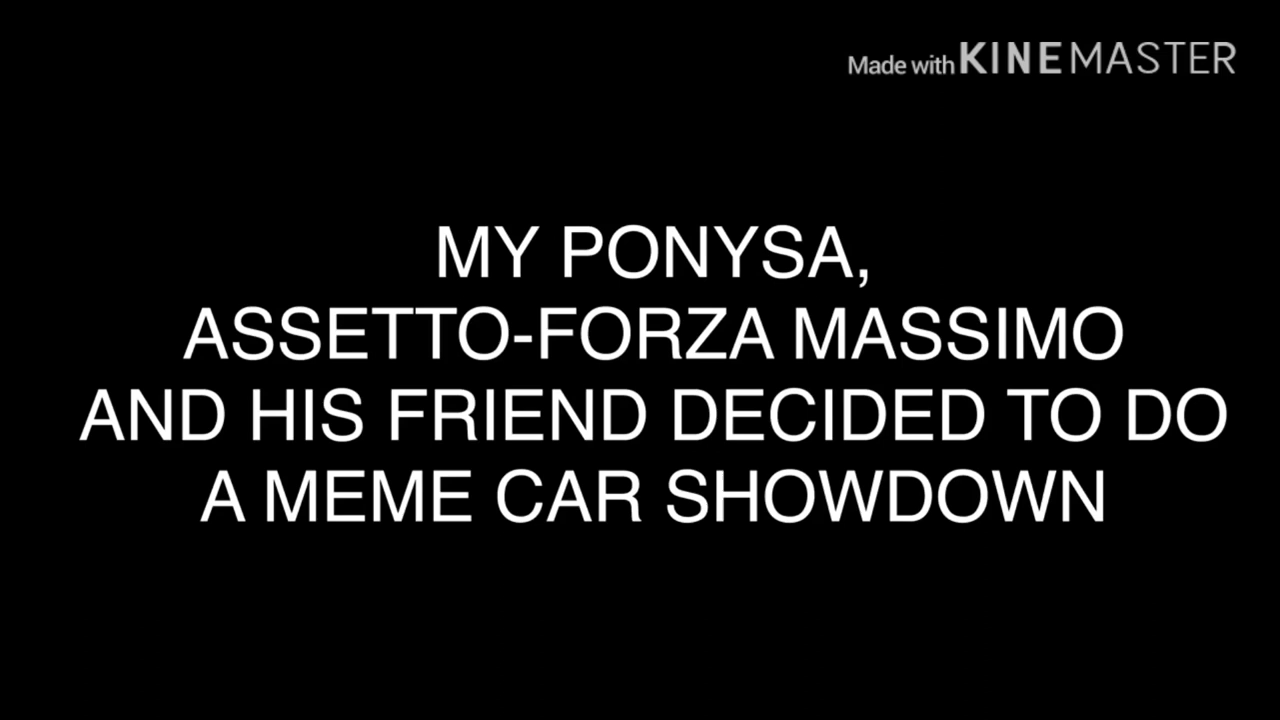 Made with KINEMASTER
MY PONYSA,
ASSETTO-FORZA MASSIMO
AND HIS FRIEND DECIDED TO DO
A MEME CAR SHOWDOWN